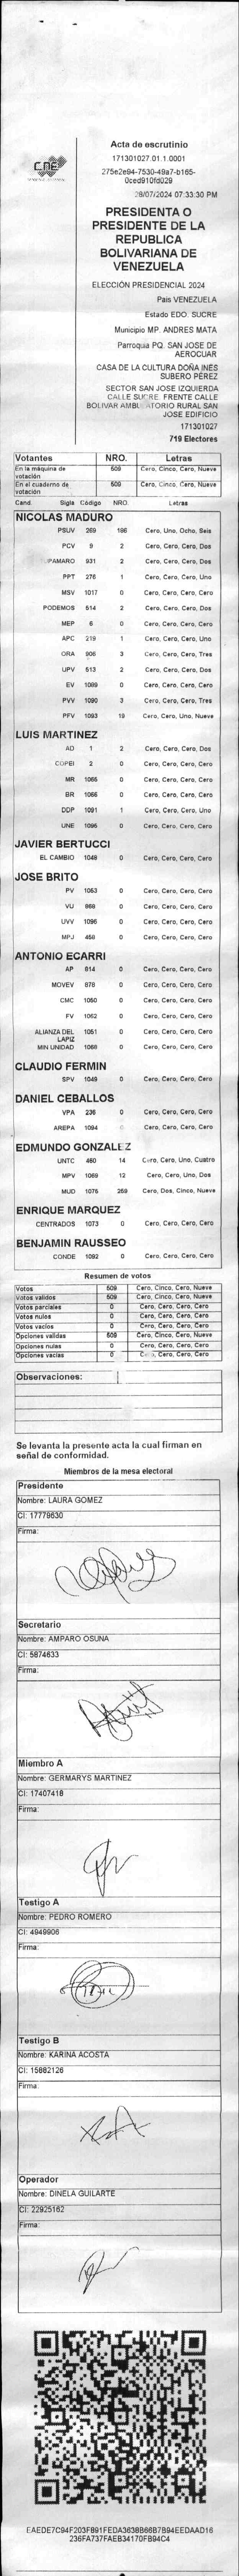 CNE
Acta de escrutinio
171301027.01.1.0001
275e2e94-7530-49a7-b165-
0ced910fd029
28/07/2024 07:33:30 PM
PRESIDENTA O
PRESIDENTE DE LA
REPUBLICA
BOLIVARIANA DE
VENEZUELA
ELECCIÓN PRESIDENCIAL 2024
Pais VENEZUELA
Estado EDO. SUCRE
Municipio MP. ANDRES MATA
Parroquia PQ. SAN JOSE DE
AEROCUAR
CASA DE LA CULTURA DOÑA INES
SUBERO PÉREZ
SECTOR SAN JOSE IZQUIERDA
CALLE SUCRE. FRENTE CALLE
BOLIVAR AMBULATORIO RURAL SAN
JOSE EDIFICIO
171301027
719 Electores
Votantes NRO. Letras
En la máquina de votación 509 Cero, Cinco, Cero, Nueve
En el cuaderno de votación 509 Cero, Cinco, Cero, Nueve
Cand. Sigla Código NRO. Letras
NICOLAS MADURO
PSUV 269 186 Cero, Uno, Ocho, Seis
PCV 9 2 Cero, Cero, Cero, Dos
TUPAMARO 931 2 Cero, Cero, Cero, Dos
PPT 276 1 Cero, Cero, Cero, Uno
MSV 1017 0 Cero, Cero, Cero, Cero
PODEMOS 514 2 Cero, Cero, Cero, Dos
MEP 6 0 Cero, Cero, Cero, Cero
APC 219 1 Cero, Cero, Cero, Uno
ORA 906 3 Cero, Cero, Cero, Tres
UPV 513 2 Cero, Cero, Cero, Dos
EV 1089 0 Cero, Cero, Cero, Cero
PVV 1090 3 Cero, Cero, Cero, Tres
PFV 1093 19 Cero, Cero, Uno, Nueve
LUIS MARTINEZ
AD 1 2 Cero, Cero, Cero, Dos
COPEI 2 0 Cero, Cero, Cero, Cero
MR 1065 0 Cero, Cero, Cero, Cero
BR 1066 0 Cero, Cero, Cero, Cero
DDP 1091 1 Cero, Cero, Cero, Uno
UNE 1095 0 Cero, Cero, Cero, Cero
JAVIER BERTUCCI
EL CAMBIO 1048 0 Cero, Cero, Cero, Cero
JOSE BRITO
PV 1053 0 Cero, Cero, Cero, Cero
VU 968 0 Cero, Cero, Cero, Cero
UVV 1096 0 Cero, Cero, Cero, Cero
MPJ 450 0 Cero, Cero, Cero, Cero
ANTONIO ECARRI
AP 914 0 Cero, Cero, Cero, Cero
MOVEV 878 0 Cero, Cero, Cero, Cero
CMC 1050 0 Cero, Cero, Cero, Cero
FV 1052 0 Cero, Cero, Cero, Cero
ALIANZA DEL LAPIZ 1051 0 Cero, Cero, Cero, Cero
MIN UNIDAD 1068 0 Cero, Cero, Cero, Cero
CLAUDIO FERMIN
SPV 1049 0 Cero, Cero, Cero, Cero
DANIEL CEBALLOS
VPA 236 0 Cero, Cero, Cero, Cero
AREPA 1094 0 Cero, Cero, Cero, Cero
EDMUNDO GONZALEZ
UNTC 460 14 Cero, Cero, Uno, Cuatro
MPV 1069 12 Cero, Cero, Uno, Dos
MUD 1075 259 Cero, Dos, Cinco, Nueve
ENRIQUE MARQUEZ
CENTRADOS 1073 0 Cero, Cero, Cero, Cero
BENJAMIN RAUSSEO
CONDE 1092 0 Cero, Cero, Cero, Cero
Resumen de votos
Votos 509 Cero, Cinco, Cero, Nueve
Votos validos 509 Cero, Cinco, Cero, Nueve
Votos parciales 0 Cero, Cero, Cero, Cero
Votos nulos 0 Cero, Cero, Cero, Cero
Votos vacios 0 Cero, Cero, Cero, Cero
Opciones validas 509 Cero, Cinco, Cero, Nueve
Opciones nulas 0 Cero, Cero, Cero, Cero
Opciones vacias 0 Cero, Cero, Cero, Cero
Observaciones:
Se levanta la presente acta la cual firman en
señal de conformidad.
Miembros de la mesa electoral
Presidente
Nombre: LAURA GOMEZ
CI: 17779630
Firma:
Secretario
Nombre: AMPARO OSUNA
CI: 5874633
Firma:
Miembro A
Nombre: GERMARYS MARTINEZ
CI: 17407418
Firma:
Testigo A
Nombre: PEDRO ROMERO
CI: 4949906
Firma:
Testigo B
Nombre: KARINA ACOSTA
CI: 15882126
Firma:
Operador
Nombre: DINELA GUILARTE
CI: 22925162
Firma:
EAEDE7C94F203F891FEDA3638B66B7B94EEDAAD16
236FA737FAEB34170FB94C4